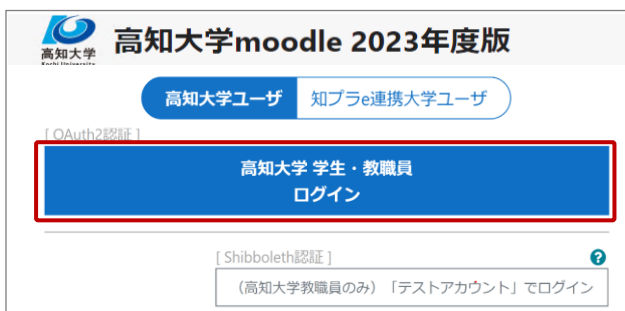 高知大学
Kochi University
高知大学moodle 2023年度版
高知大学ユーザ
知プラe連携大学ユーザ
[ OAuth2認証 ]
高知大学 学生・教職員
ログイン
[ Shibboleth認証 ]
?
(高知大学教職員のみ) 「テストアカウント」でログイン